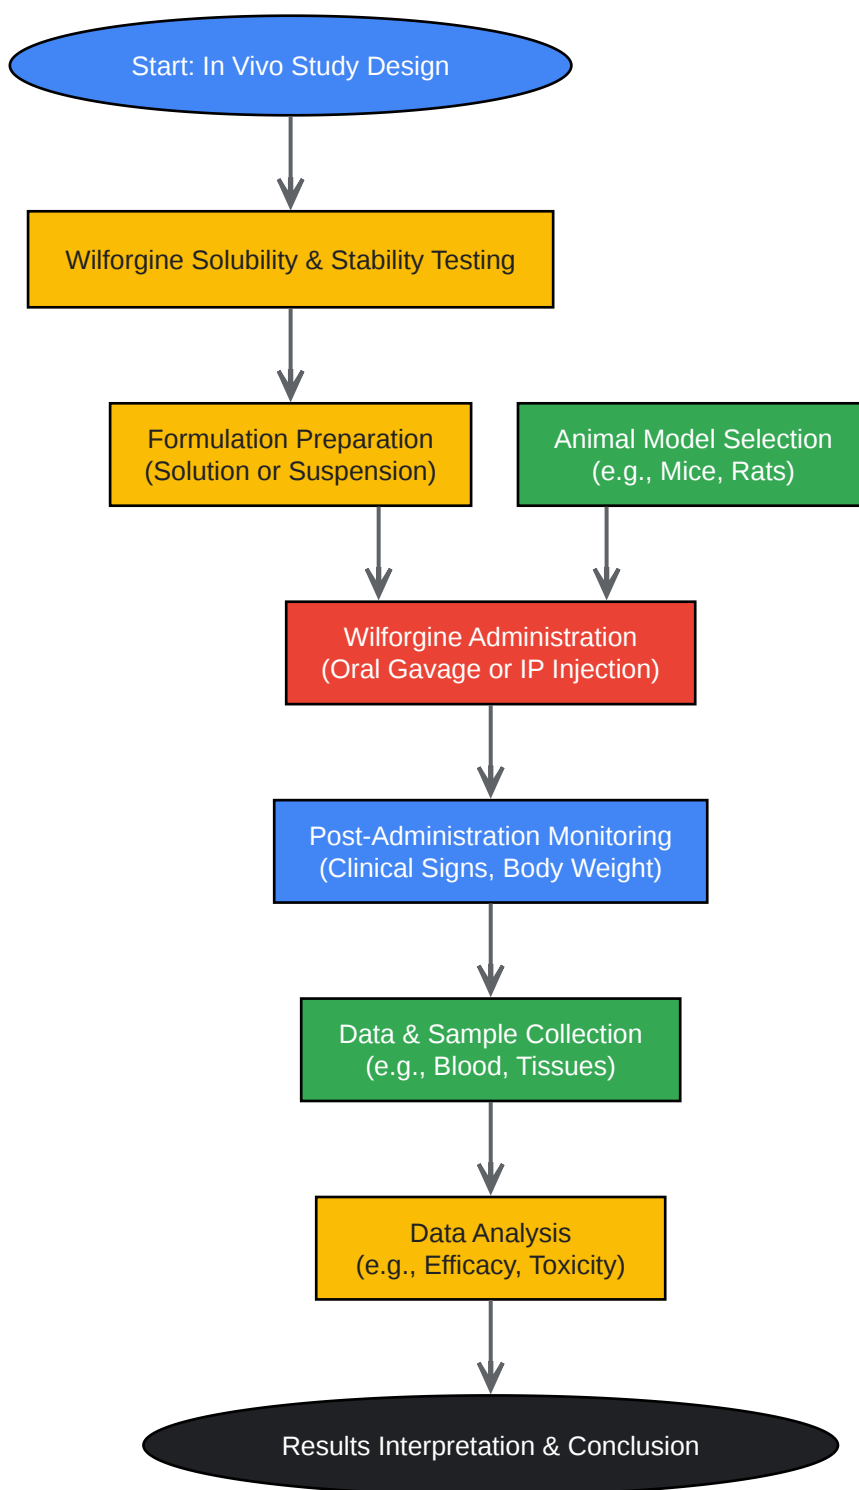 Start: In Vivo Study Design
Wilforgine Solubility & Stability Testing
Formulation Preparation
(Solution or Suspension)
Animal Model Selection
(e.g., Mice, Rats)
Wilforgine Administration
(Oral Gavage or IP Injection)
Post-Administration Monitoring
(Clinical Signs, Body Weight)
Data & Sample Collection
(e.g., Blood, Tissues)
Data Analysis
(e.g., Efficacy, Toxicity)
Results Interpretation & Conclusion